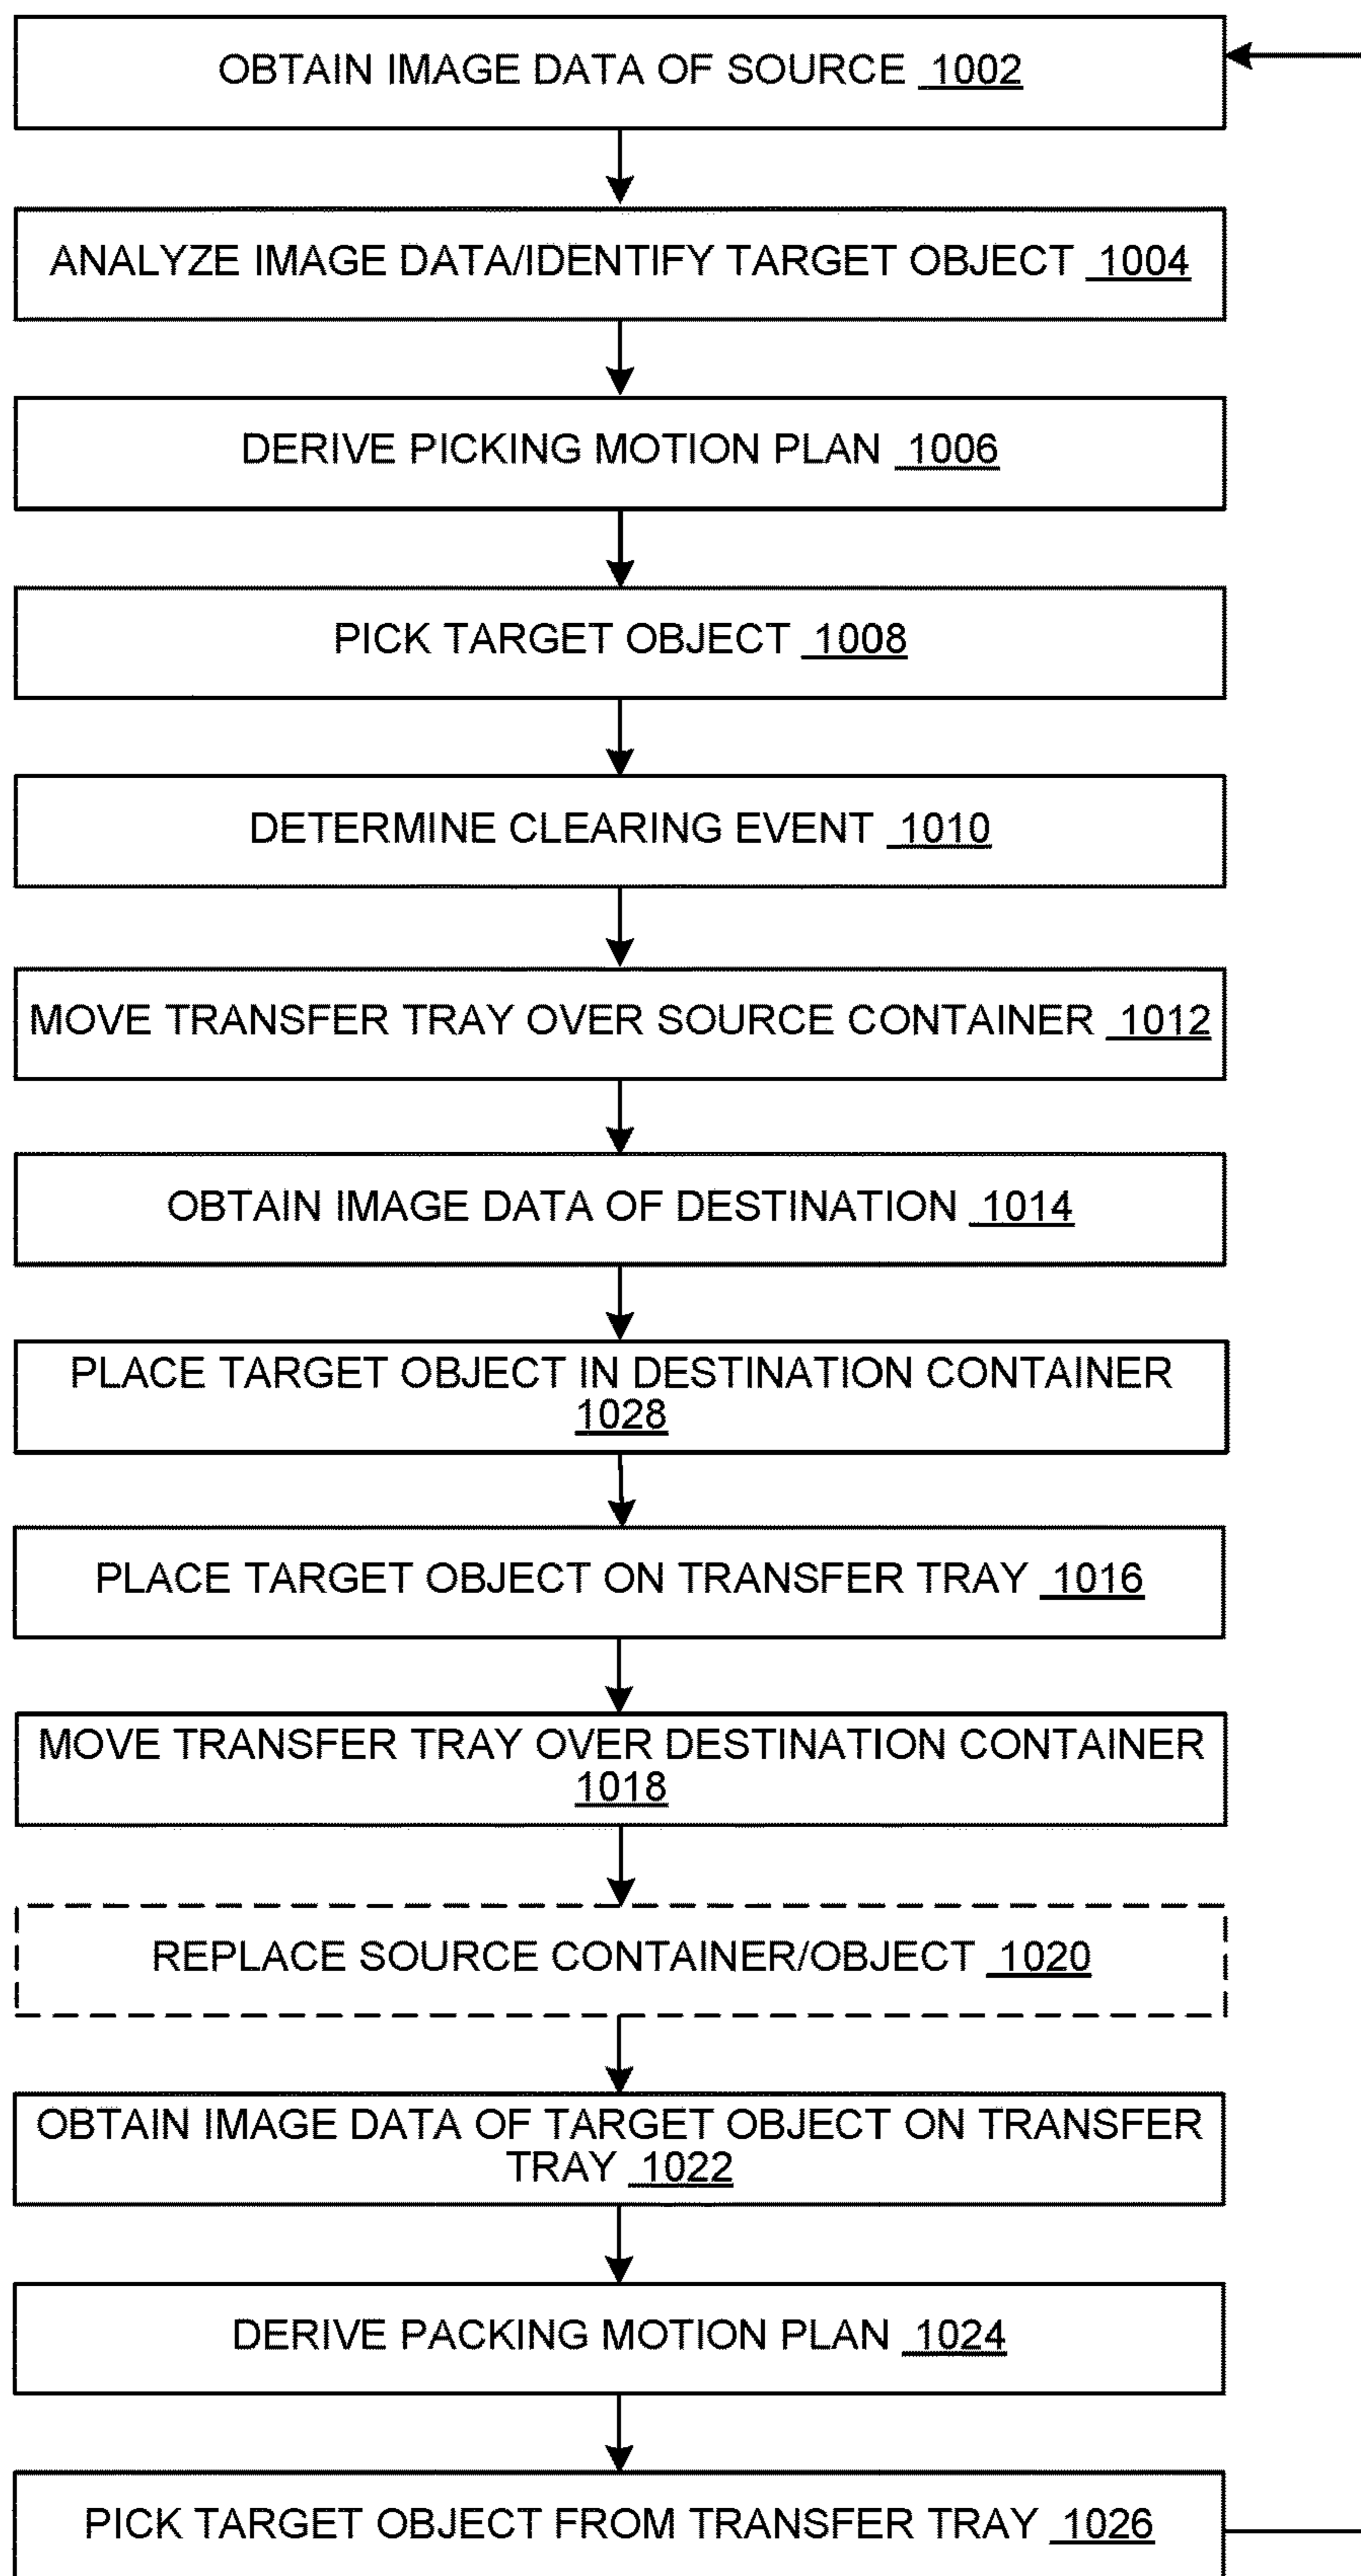 OBTAIN IMAGE DATA OF SOURCE 1002
ANALYZE IMAGE DATA/IDENTIFY TARGET OBJECT 1004
DERIVE PICKING MOTION PLAN 1006
PICK TARGET OBJECT 1008
DETERMINE CLEARING EVENT 1010
MOVE TRANSFER TRAY OVER SOURCE CONTAINER 1012
OBTAIN IMAGE DATA OF DESTINATION 1014
PLACE TARGET OBJECT IN DESTINATION CONTAINER
1028
PLACE TARGET OBJECT ON TRANSFER TRAY 1016
MOVE TRANSFER TRAY OVER DESTINATION CONTAINER
1018
REPLACE SOURCE CONTAINER/OBJECT 1020
OBTAIN IMAGE DATA OF TARGET OBJECT ON TRANSFER
TRAY 1022
DERIVE PACKING MOTION PLAN 1024
PICK TARGET OBJECT FROM TRANSFER TRAY 1026